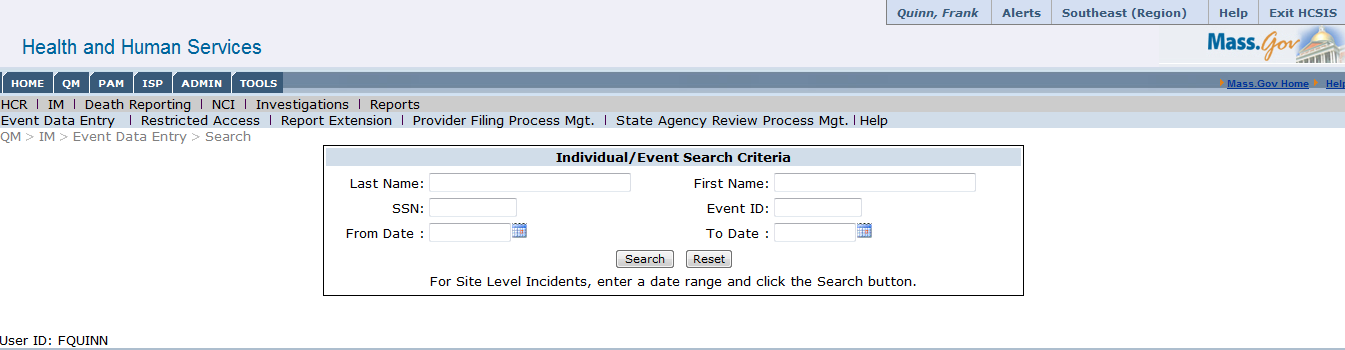 Quinn, Frank | Alerts | Southeast (Region) | Help | Exit HCSIS
Health and Human Services
Mass.Gov
HOME QM PAM ISP ADMIN TOOLS
Mass.Gov Home Help
HCR | IM | Death Reporting | NCI | Investigations | Reports
Event Data Entry | Restricted Access | Report Extension | Provider Filing Process Mgt. | State Agency Review Process Mgt. | Help
QM > IM > Event Data Entry > Search
Individual/Event Search Criteria
Last Name: First Name:
SSN: Event ID:
From Date : To Date :
Search Reset
For Site Level Incidents, enter a date range and click the Search button.
User ID: FQUINN